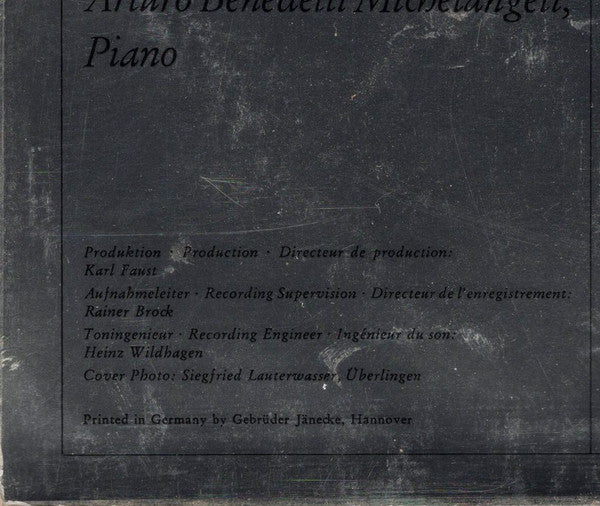 Arturo Benedetti Michelangeli,
Piano
Produktion · Production · Directeur de production:
Karl Faust
Aufnahmeleiter · Recording Supervision · Directeur de l'enregistrement:
Rainer Brock
Toningenieur · Recording Engineer · Ingénieur du son:
Heinz Wildhagen
Cover Photo: Siegfried Lauterwasser, Überlingen
Printed in Germany by Gebrüder Jänecke, Hannover